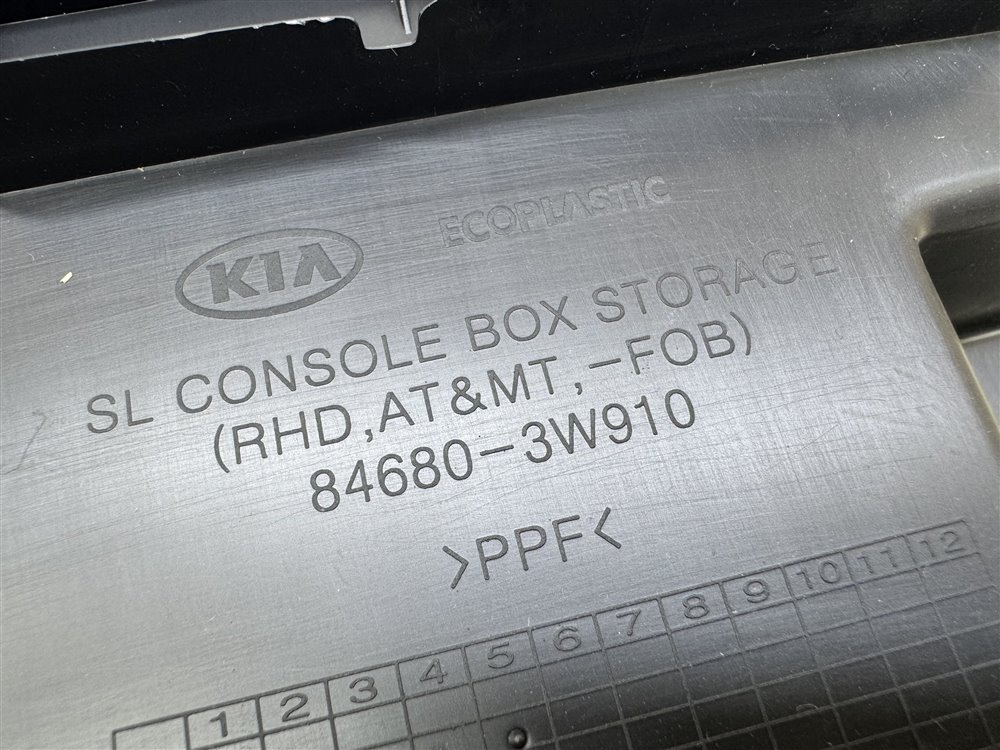 KIA
ECOPLASTIC
SL CONSOLE BOX STORAGE
(RHD,AT&MT,-FOB)
84680-3W910
>PPF<
1 2 3 4 5 6 7 8 9 10 11 12